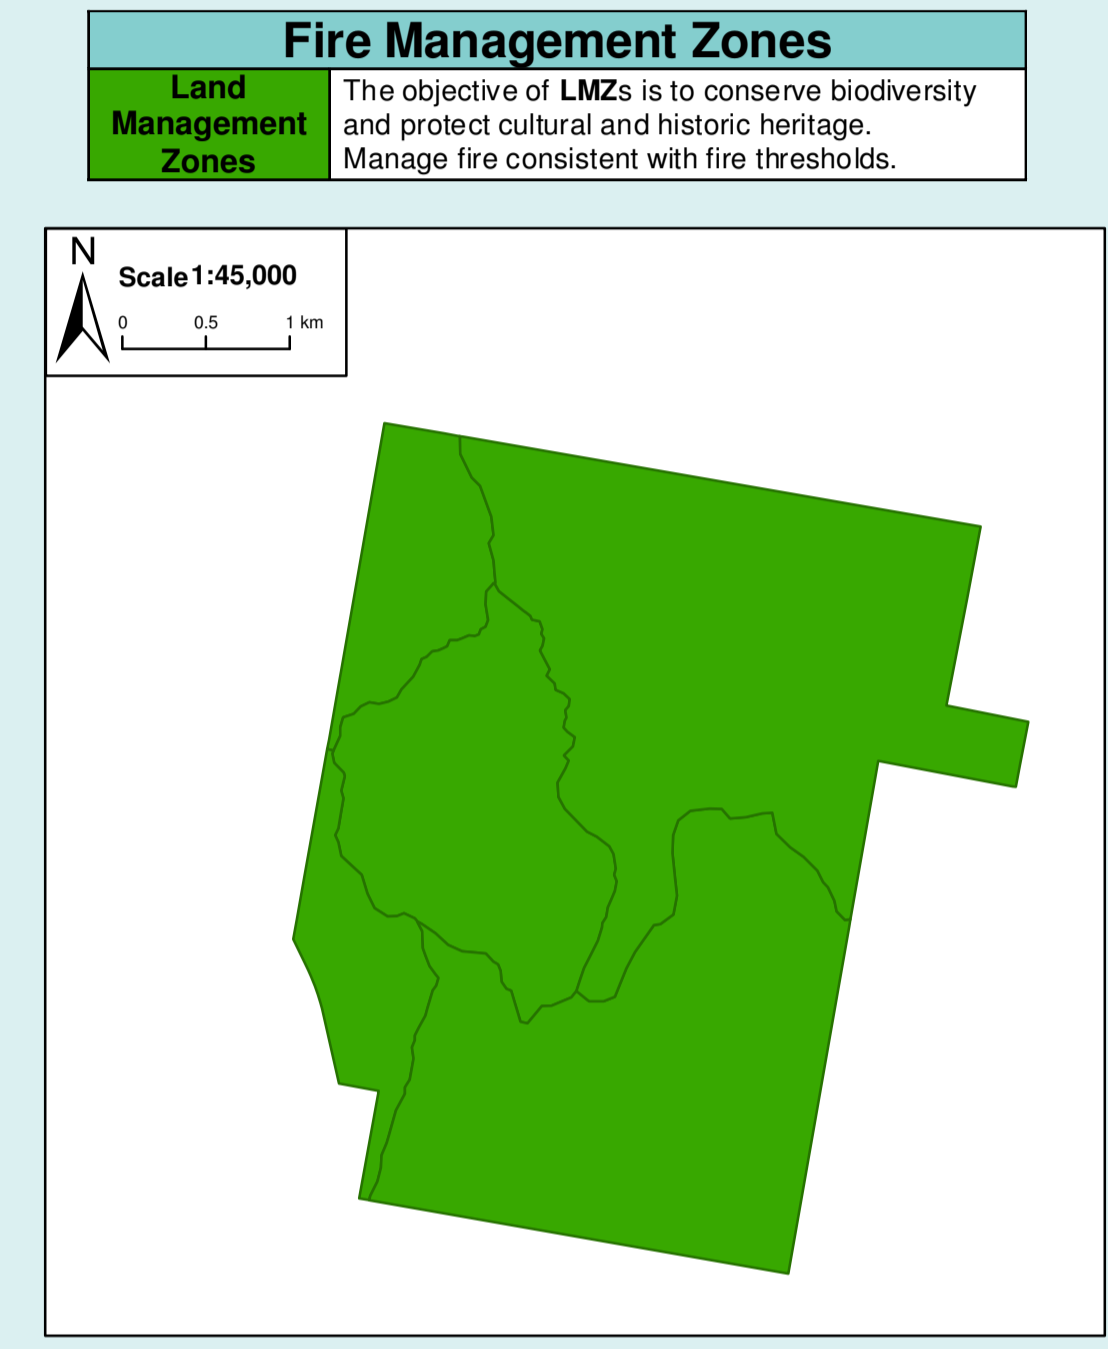 Fire Management Zones
Land
Management
Zones
The objective of LMZs is to conserve biodiversity
and protect cultural and historic heritage.
Manage fire consistent with fire thresholds.
N
Scale 1:45,000
0 0.5 1 km